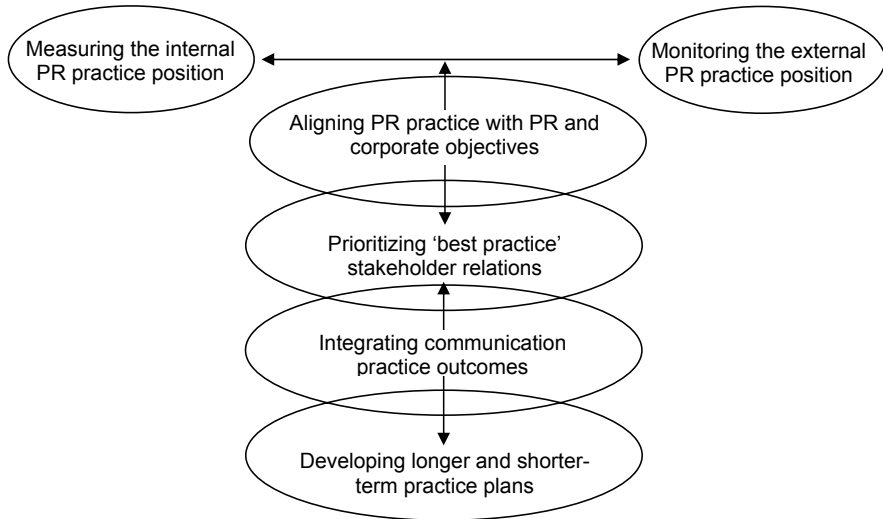 Measuring the internal
PR practice position
Monitoring the external
PR practice position
Aligning PR practice with PR and
corporate objectives
Prioritizing ‘best practice’
stakeholder relations
Integrating communication
practice outcomes
Developing longer and shorter-
term practice plans